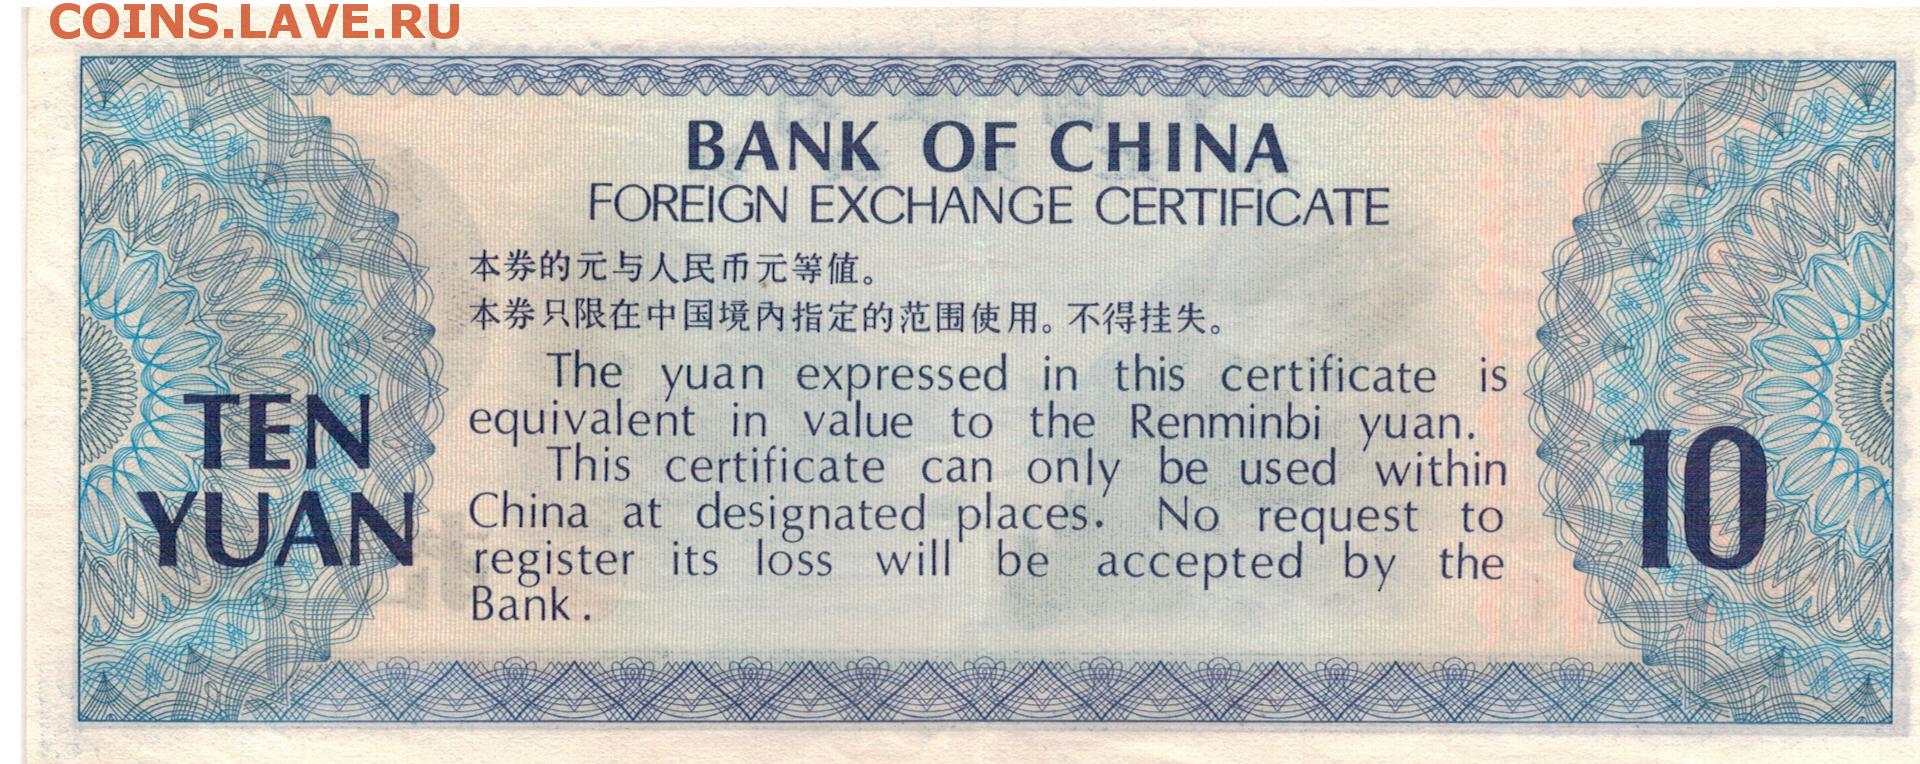 COINS.LAVE.RU
BANK OF CHINA
FOREIGN EXCHANGE CERTIFICATE
本券的元与人民币元等值。
本券只限在中国境内指定的范围使用。不得挂失。
The yuan expressed in this certificate is
equivalent in value to the Renminbi yuan.
This certificate can only be used within
China at designated places. No request to
register its loss will be accepted by the
Bank.
TEN
YUAN
10